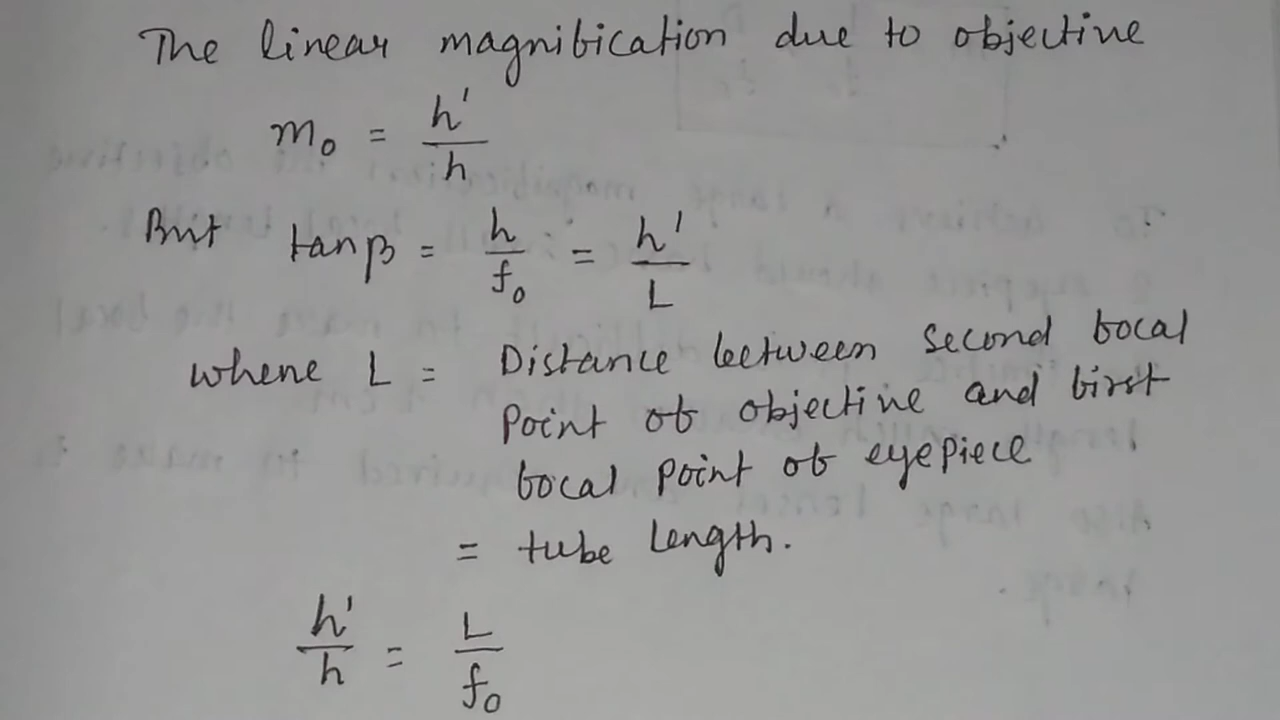 The linear magnification due to objective
m₀ = h'/h
But tanβ = h/f₀ = h'/L
where L = Distance between second focal
Point of objective and first
focal Point of eyepiece
= tube length.
h'/h = L/f₀